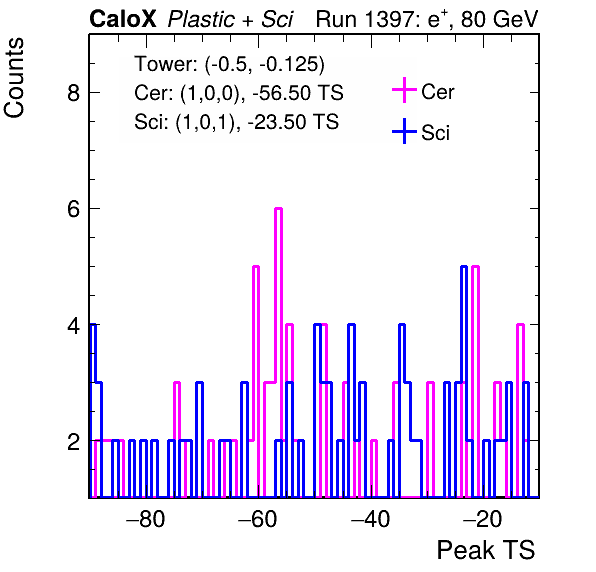 CaloX Plastic + Sci Run 1397: e+, 80 GeV
Counts
Tower: (-0.5, -0.125)
Cer: (1,0,0), -56.50 TS
Sci: (1,0,1), -23.50 TS
Cer
Sci
8
6
4
2
−80 −60 −40 −20
Peak TS